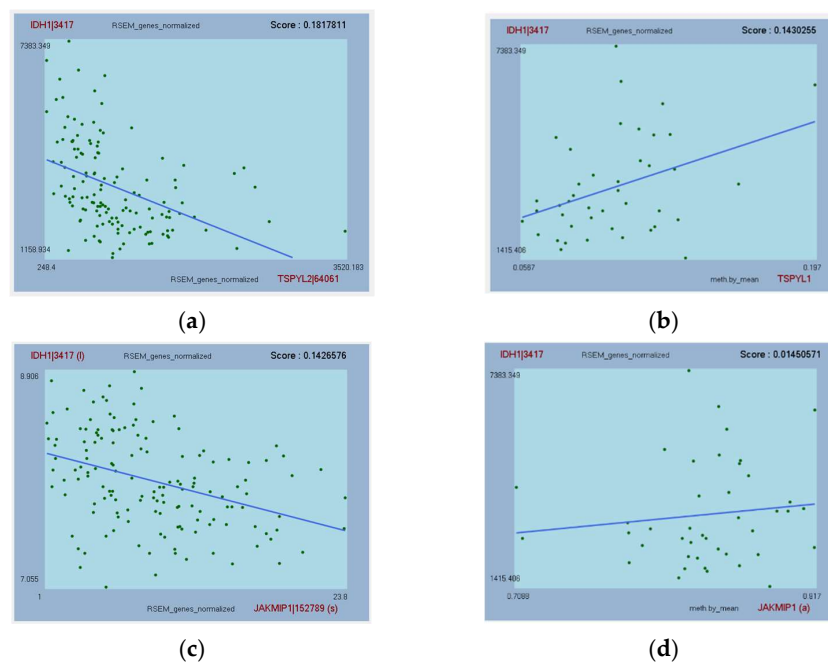 IDH1|3417 RSEM_genes_normalized Score : 0.1817811
7383.349
1158.934
248.4 3520.183
RSEM_genes_normalized TSPYL2|64061
(a)
IDH1|3417 RSEM_genes_normalized Score : 0.1430255
7383.349
1415.406
0.0567 0.197
meth.by_mean TSPYL1
(b)
IDH1|3417 (l) RSEM_genes_normalized Score : 0.1426576
8.906
7.055
1 23.8
RSEM_genes_normalized JAKMIP1|152789 (s)
(c)
IDH1|3417 RSEM_genes_normalized Score : 0.01450571
7383.349
1415.406
0.7088 0.817
meth.by_mean JAKMIP1 (a)
(d)